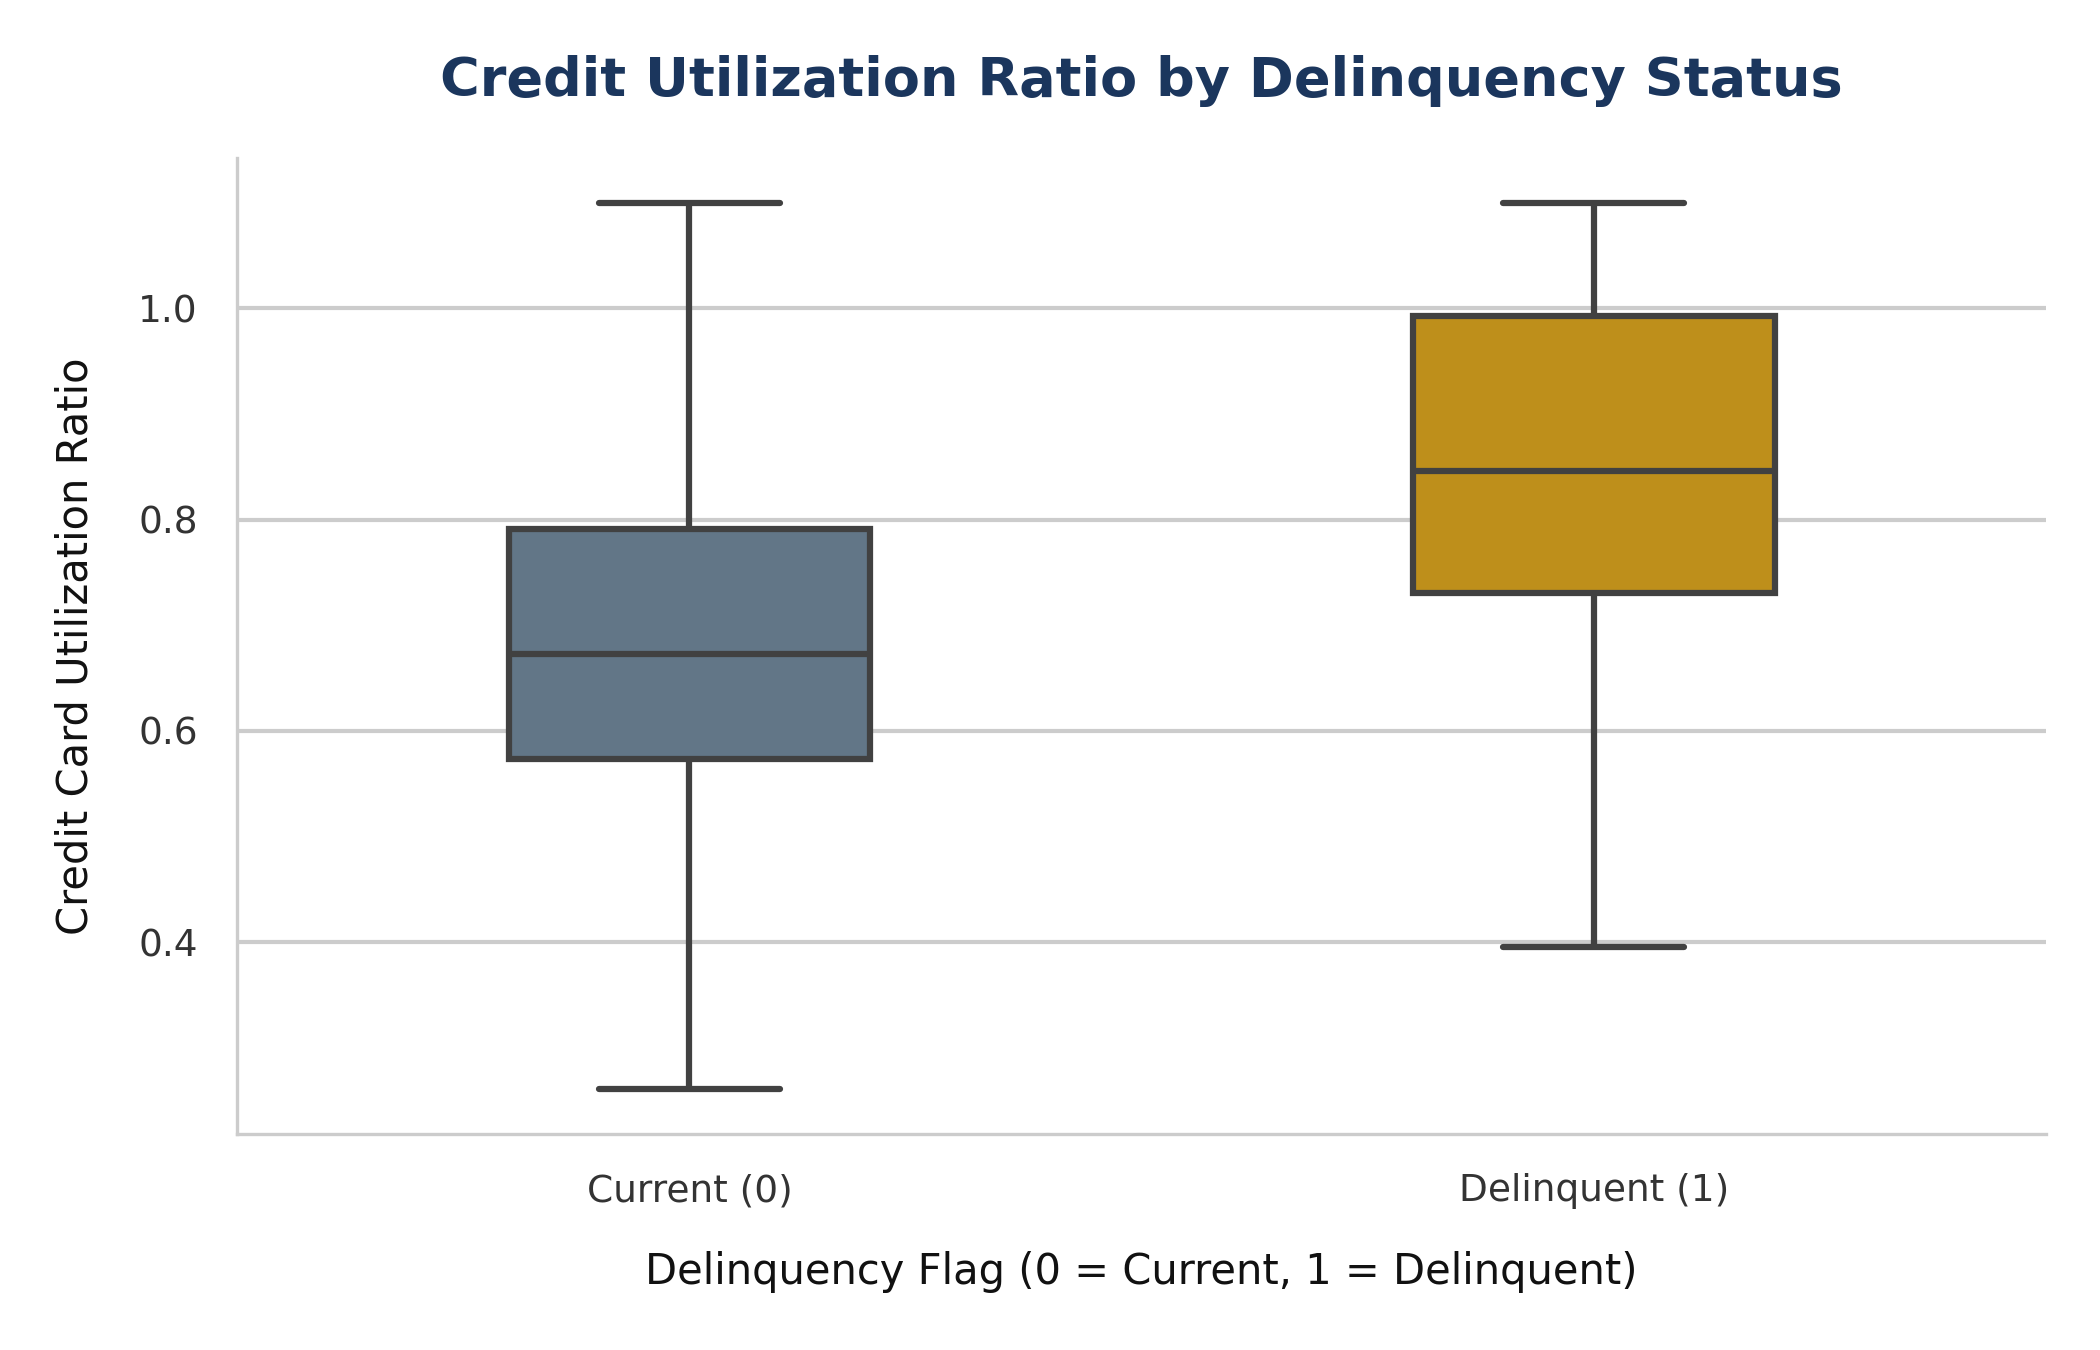 Credit Utilization Ratio by Delinquency Status
Credit Card Utilization Ratio
1.0
0.8
0.6
0.4
Current (0)
Delinquent (1)
Delinquency Flag (0 = Current, 1 = Delinquent)